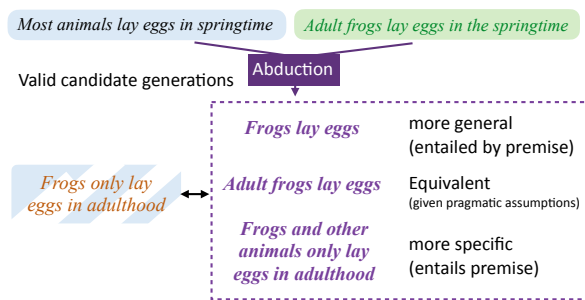 Most animals lay eggs in springtime
Adult frogs lay eggs in the springtime
Abduction
Valid candidate generations
Frogs lay eggs
more general
(entailed by premise)
Frogs only lay
eggs in adulthood
Adult frogs lay eggs
Equivalent
(given pragmatic assumptions)
Frogs and other
animals only lay
eggs in adulthood
more specific
(entails premise)